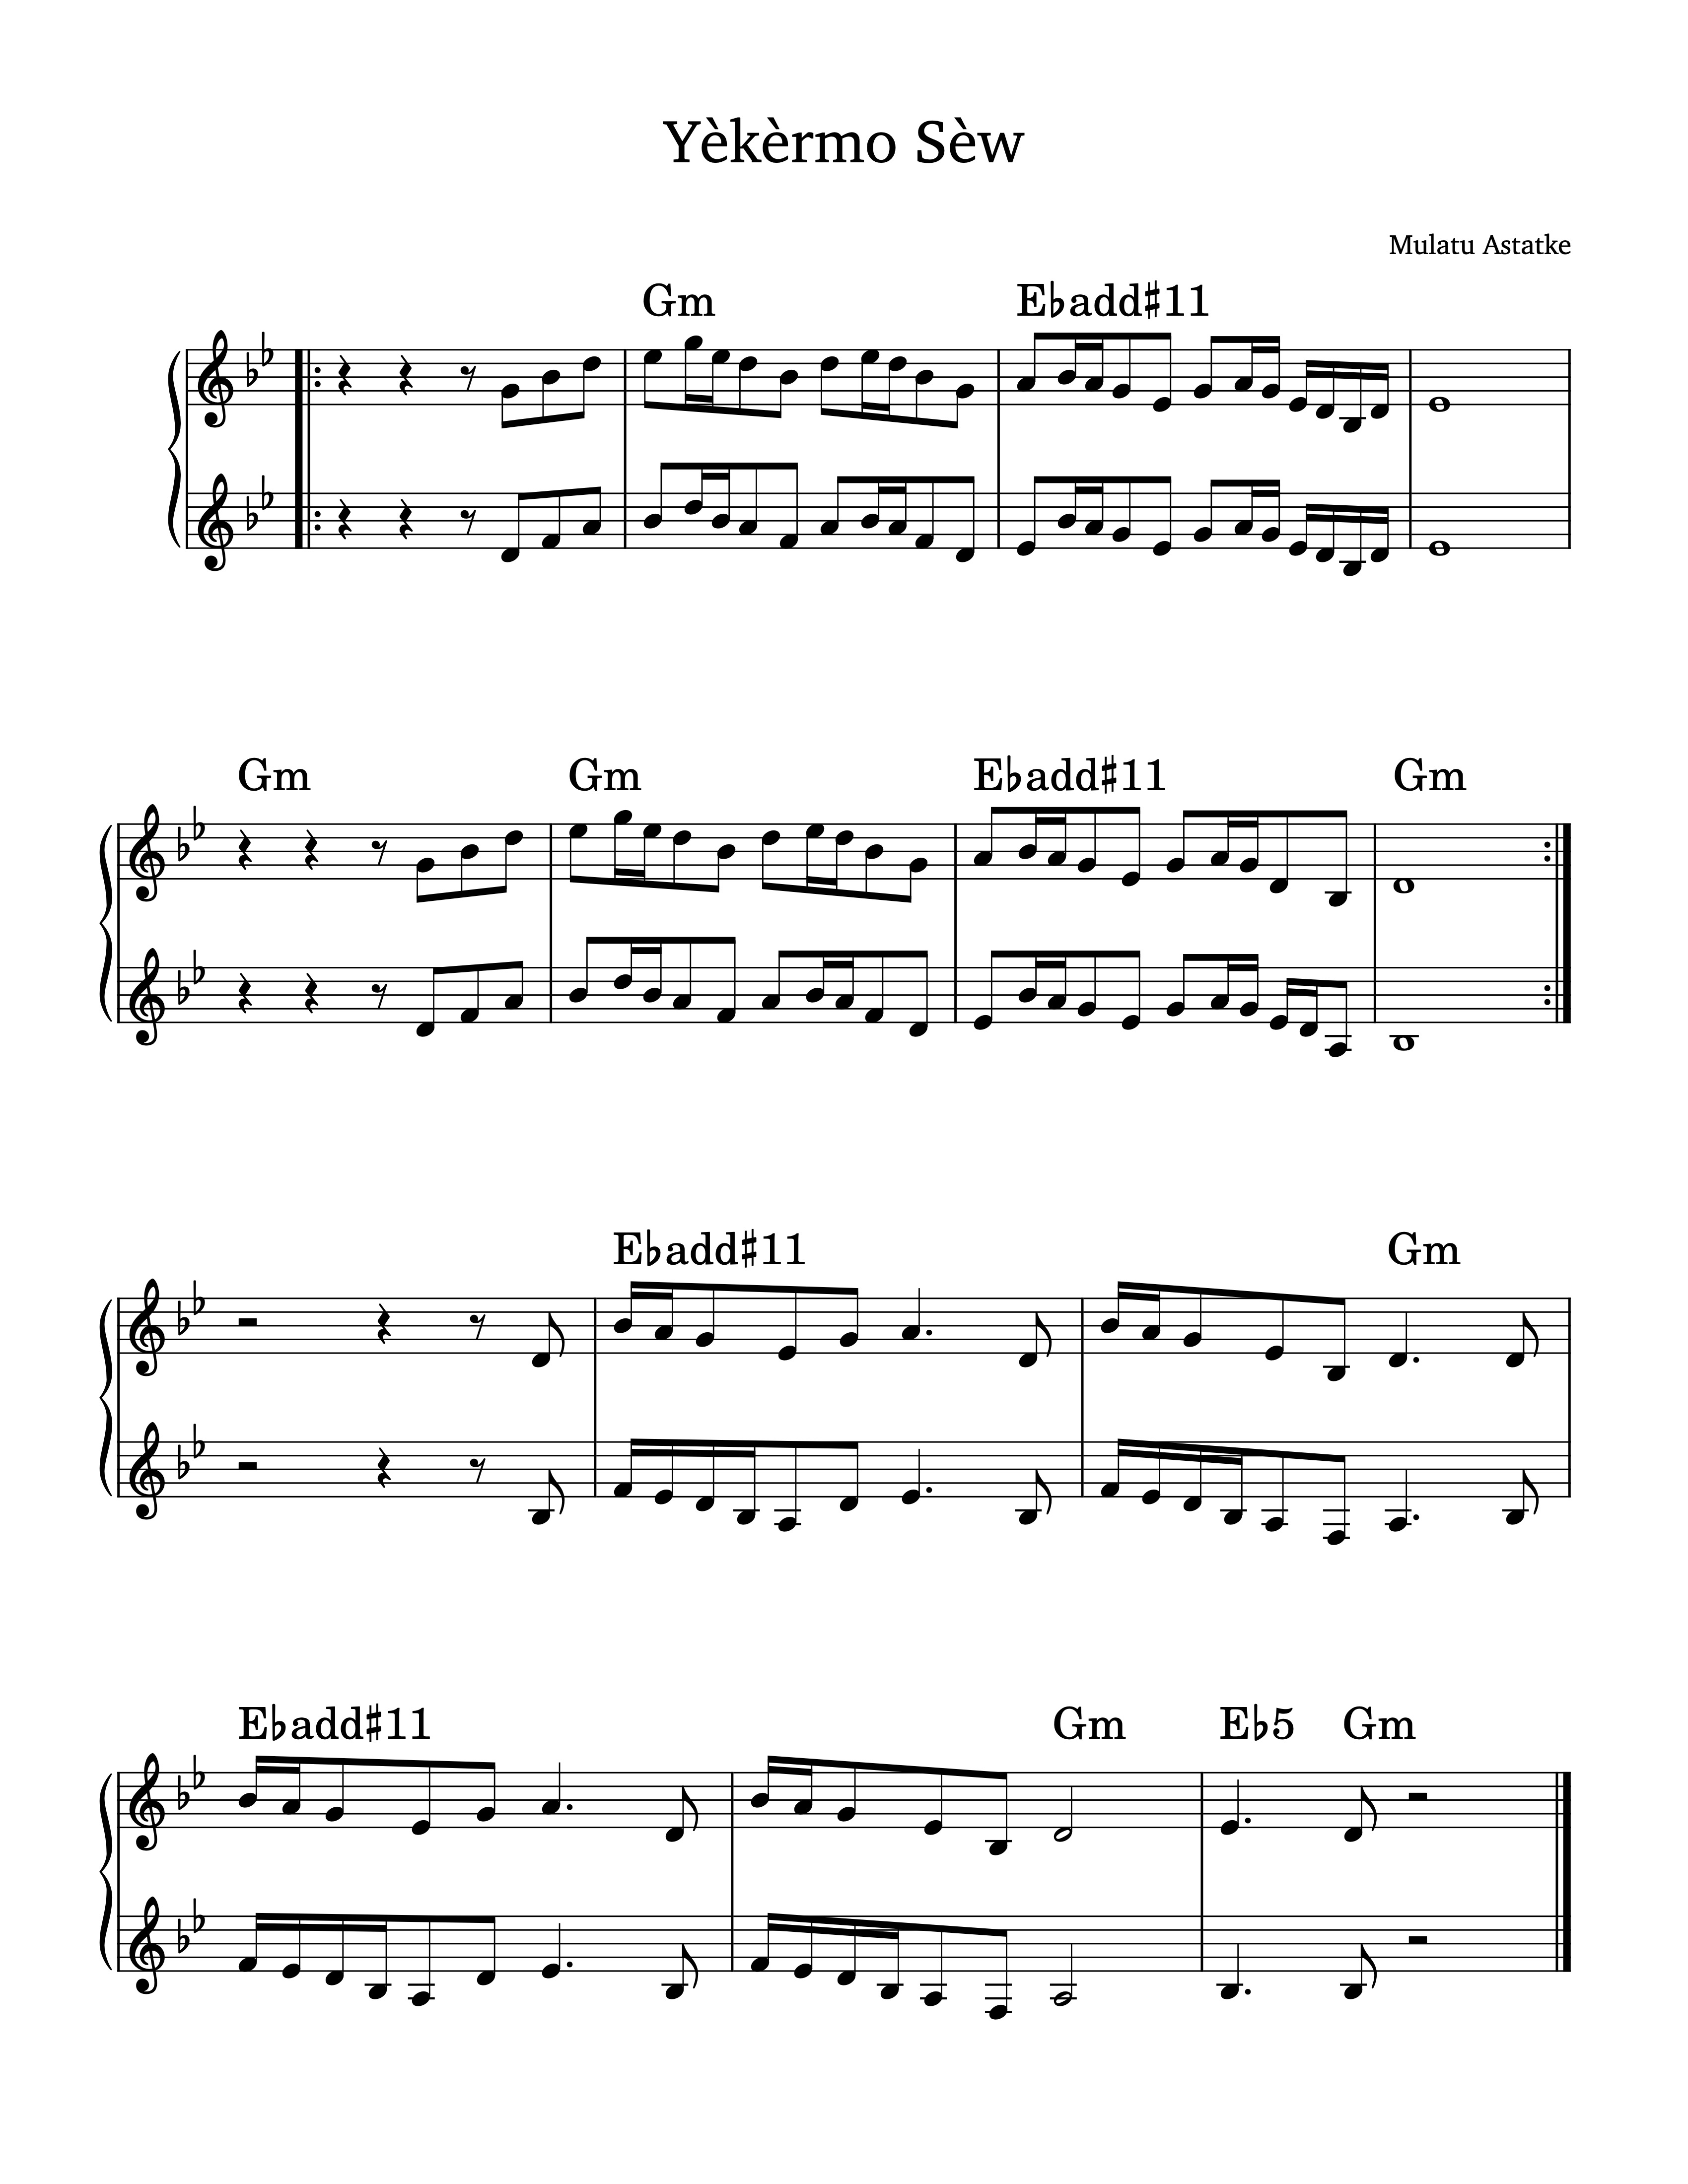 Yèkèrmo Sèw
Mulatu Astatke
Gm E♭add♯11
Gm Gm E♭add♯11 Gm
E♭add♯11 Gm
E♭add♯11 Gm E♭5 Gm